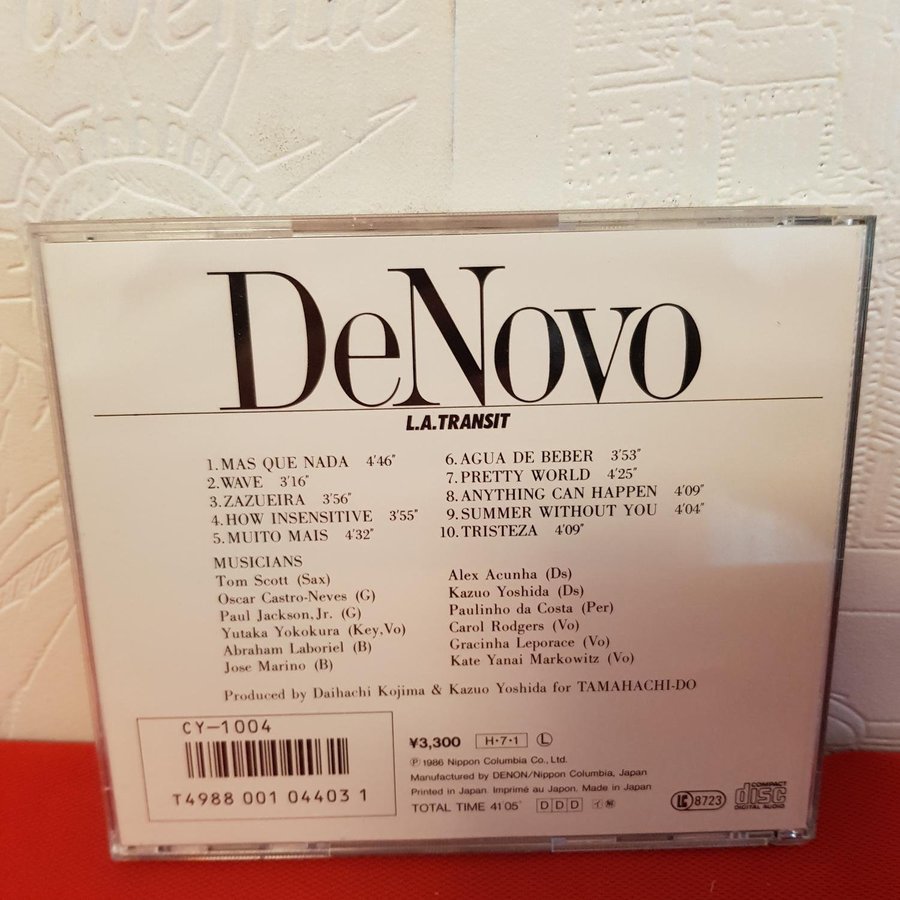 avenue
DeNovo
L.A.TRANSIT
1.MAS QUE NADA 4'46"
2.WAVE 3'16"
3.ZAZUEIRA 3'56"
4.HOW INSENSITIVE 3'55"
5.MUITO MAIS 4'32"
6.AGUA DE BEBER 3'53"
7.PRETTY WORLD 4'25"
8.ANYTHING CAN HAPPEN 4'09"
9.SUMMER WITHOUT YOU 4'04"
10.TRISTEZA 4'09"
MUSICIANS
Tom Scott (Sax)
Oscar Castro-Neves (G)
Paul Jackson,Jr. (G)
Yutaka Yokokura (Key,Vo)
Abraham Laboriel (B)
Jose Marino (B)
Alex Acunha (Ds)
Kazuo Yoshida (Ds)
Paulinho da Costa (Per)
Carol Rodgers (Vo)
Gracinha Leporace (Vo)
Kate Yanai Markowitz (Vo)
Produced by Daihachi Kojima & Kazuo Yoshida for TAMAHACHI-DO
CY-1004
T4988 001 04403 1
¥3,300 H・7・1 Ⓛ
Ⓟ1986 Nippon Columbia Co., Ltd.
Manufactured by DENON/Nippon Columbia, Japan
Printed in Japan. Imprimé au Japon. Made in Japan
TOTAL TIME 41'05" DDD
LC 8723
COMPACT
disc
DIGITAL AUDIO